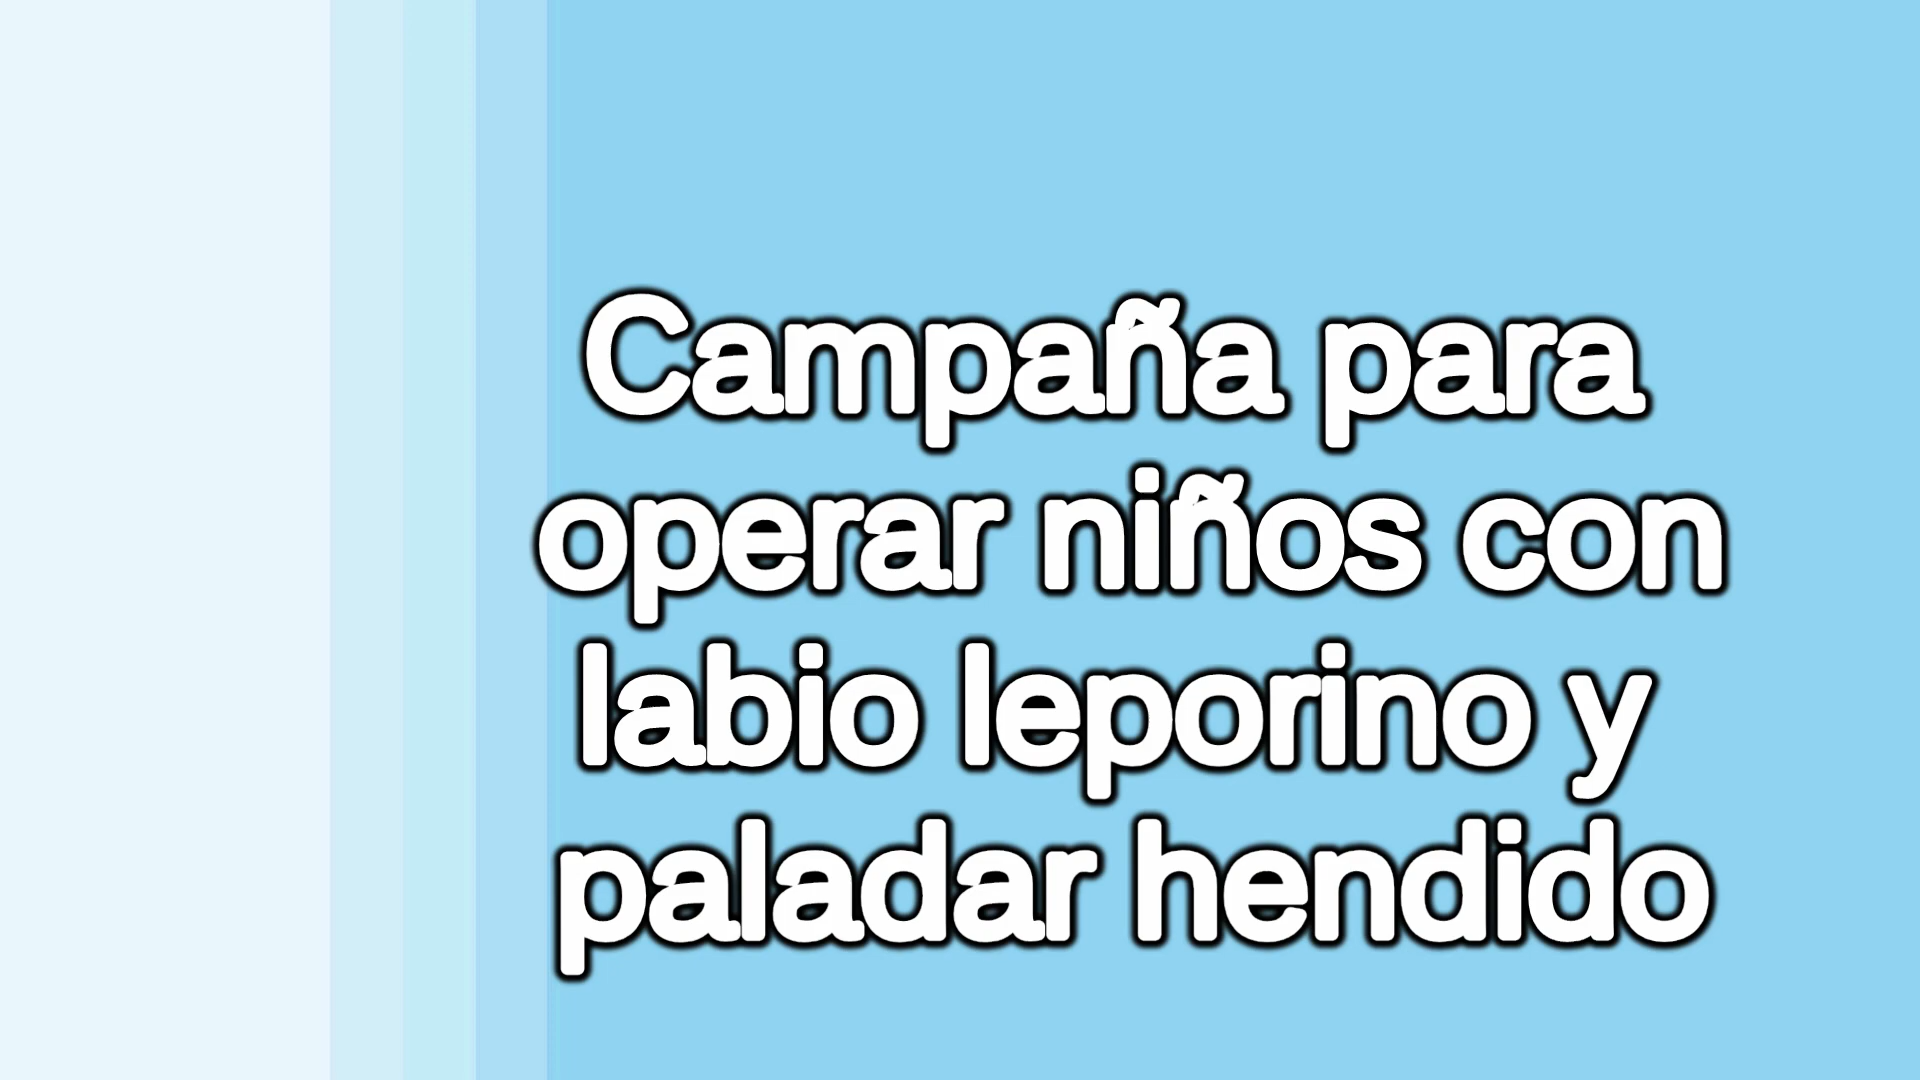 Campaña para
operar niños con
labio leporino y
paladar hendido